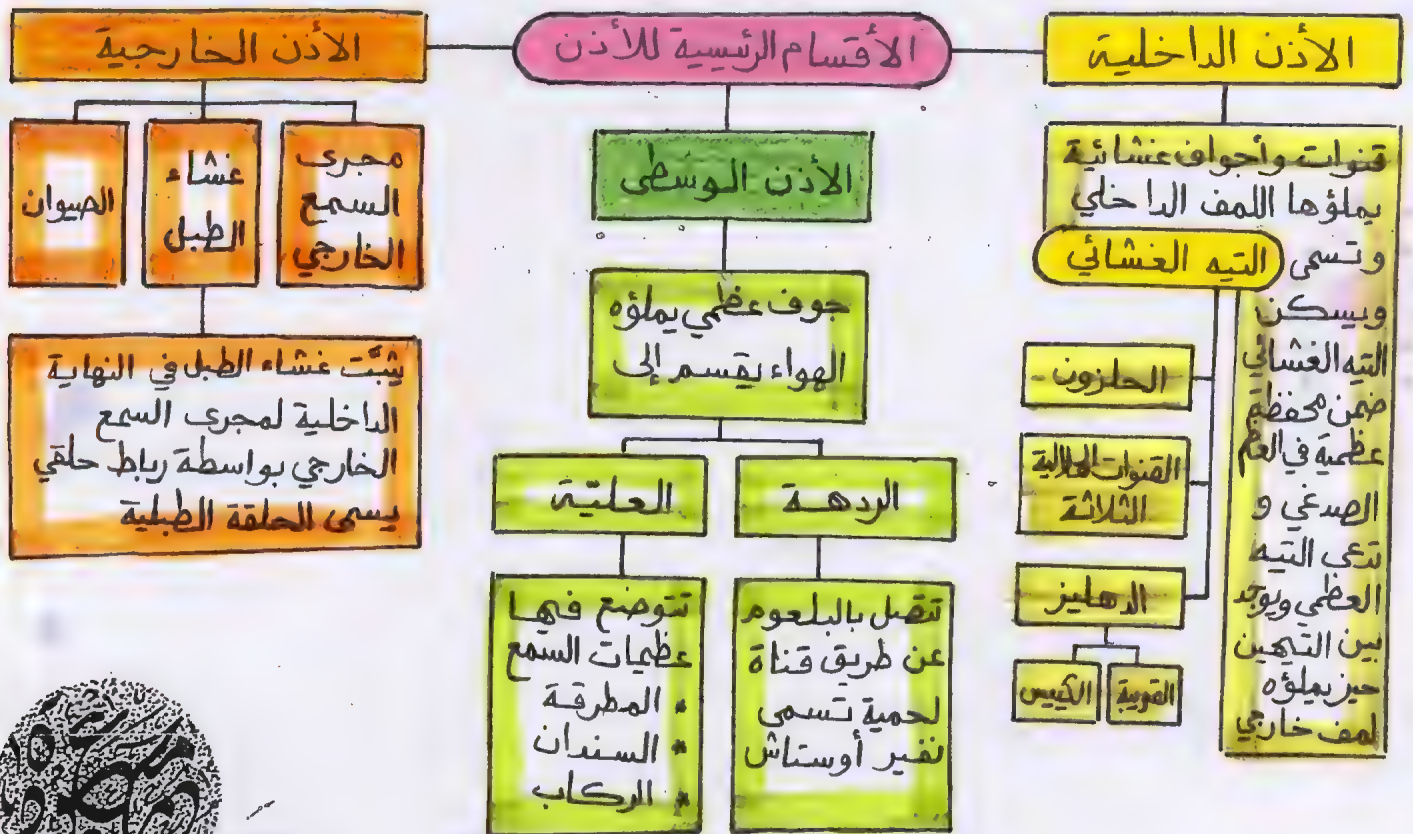 الأقسام الرئيسية للأذن
الأذن الداخلية
قنوات وأجواف غشائية
يملؤها اللمف الداخلي
وتسمى التيه الغشائي
ويسكن
التيه الغشائي
ضمن محفظة
عظمية في العظم
الصدغي و
تدعى التيه
العظمي ويوجد
بين التيهين
حيز يملؤه
لمف خارجي
الحلزون
القنوات الهلالية
الثلاثة
الدهليز
القريبة
الكييس
الأذن الوسطى
جوف عظمي يملؤه
الهواء يقسم إلى
الردهة
تتصل بالبلعوم
عن طريق قناة
لحمية تسمى
نفير أوستاش
العليّة
تتوضع فيها
عظيمات السمع
* المطرقة
* السندان
* الركاب
الأذن الخارجية
مجرى
السمع
الخارجي
غشاء
الطبل
الصيوان
يثبَّت غشاء الطبل في النهاية
الداخلية لمجرى السمع
الخارجي بواسطة رباط حلقي
يسمى الحلقة الطبلية